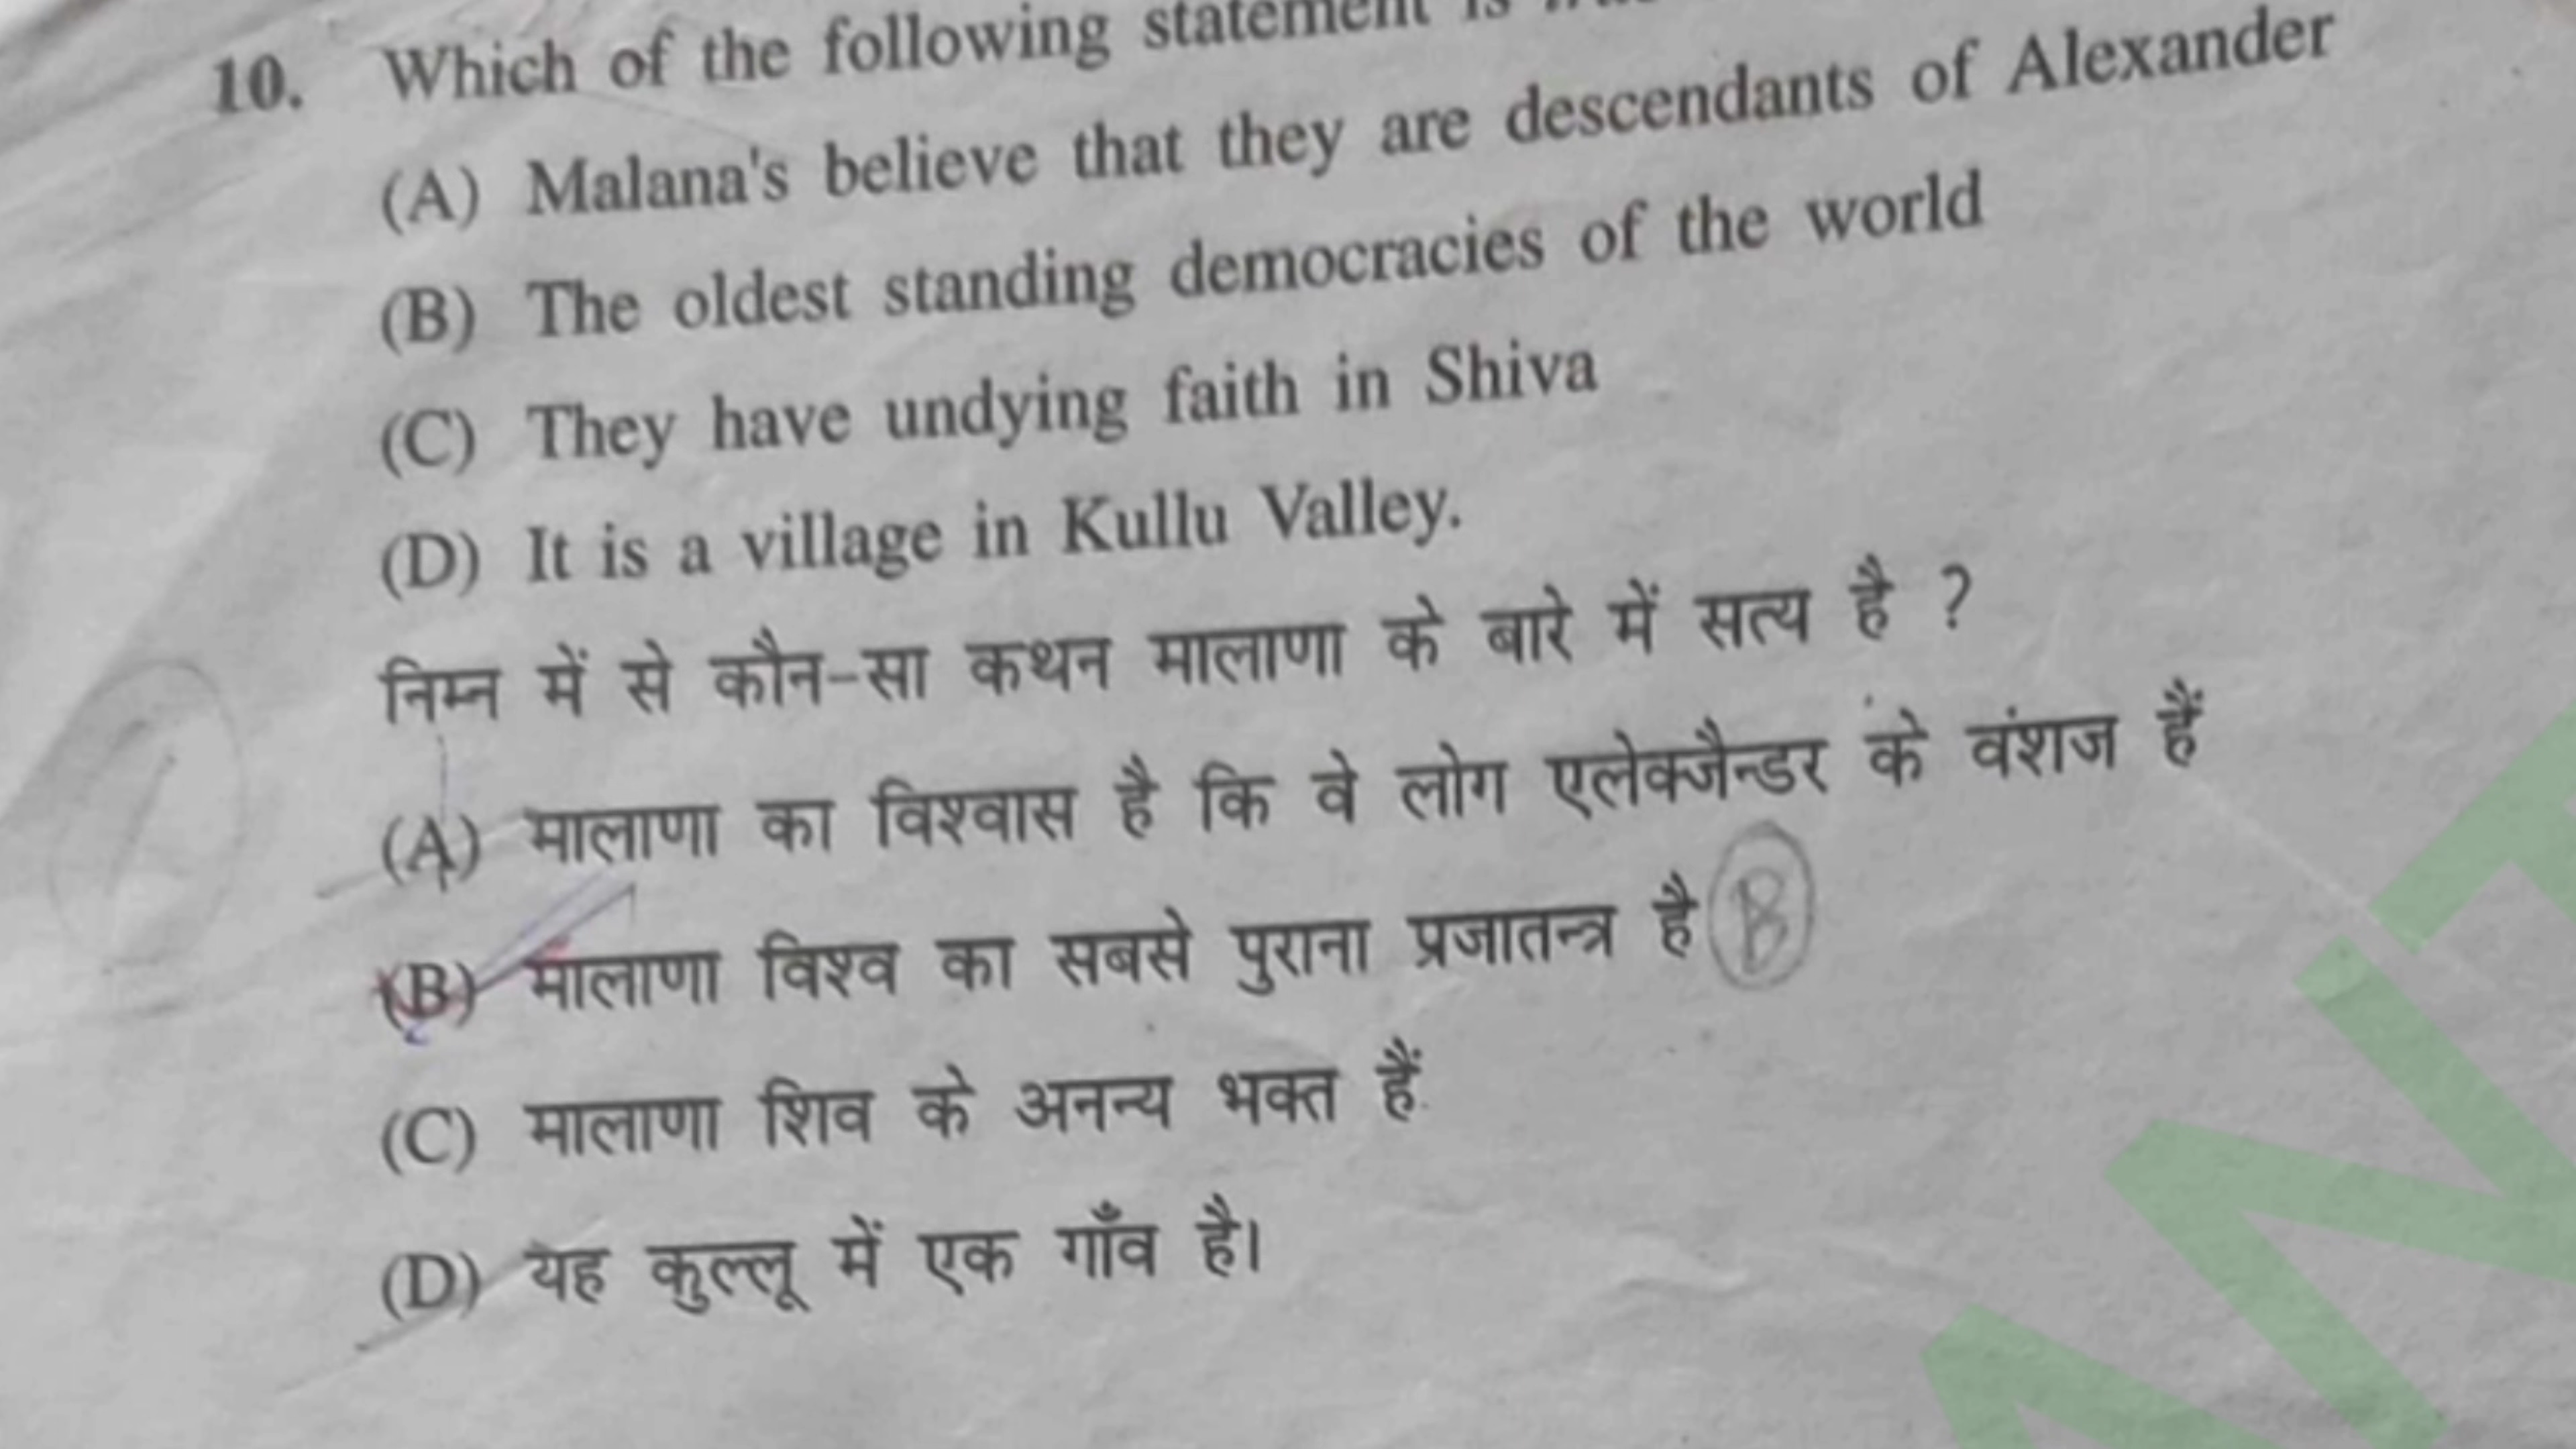 10. Which of the following statement is
(A) Malana's believe that they are descendants of Alexander
(B) The oldest standing democracies of the world
(C) They have undying faith in Shiva
(D) It is a village in Kullu Valley.
निम्न में से कौन-सा कथन मालाणा के बारे में सत्य है ?
(A) मालाणा का विश्वास है कि वे लोग एलेक्जैन्डर के वंशज हैं
(B) मालाणा विश्व का सबसे पुराना प्रजातन्त्र है B
(C) मालाणा शिव के अनन्य भक्त हैं
(D) यह कुल्लू में एक गाँव है।